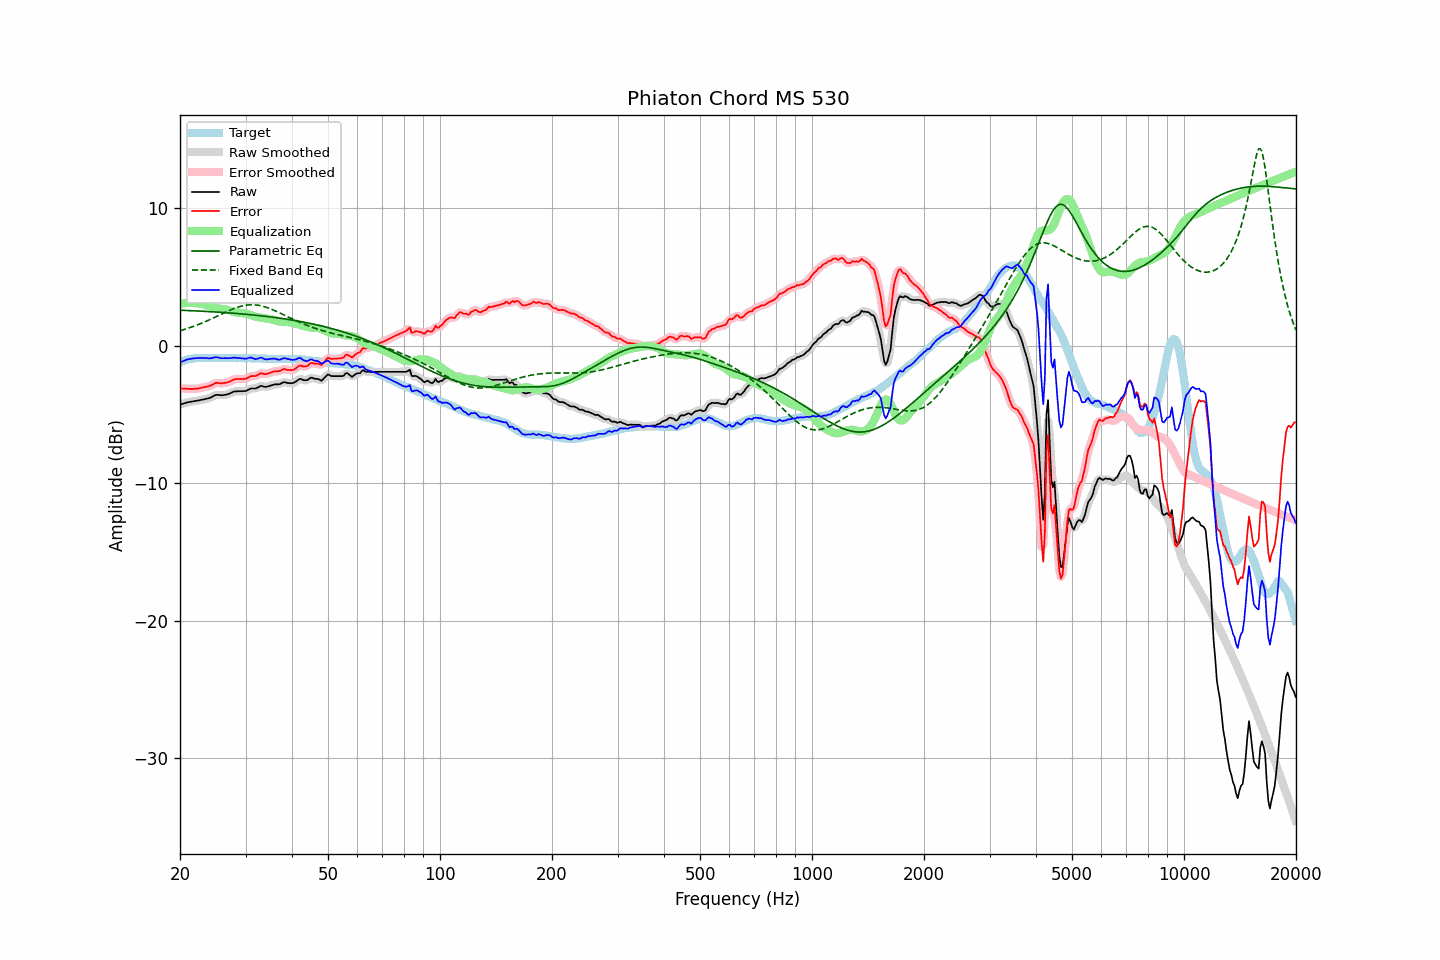 Phiaton Chord MS 530
Target
Raw Smoothed
Error Smoothed
Raw
Error
Equalization
Parametric Eq
Fixed Band Eq
Equalized
10
0
−10
−20
−30
Amplitude (dBr)
20 50 100 200 500 1000 2000 5000 10000 20000
Frequency (Hz)